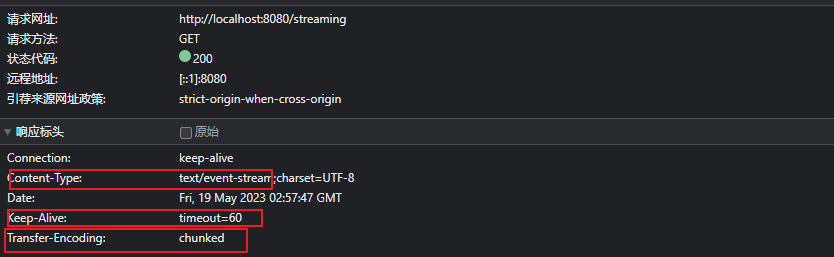 请求网址: http://localhost:8080/streaming
请求方法: GET
状态代码: 200
远程地址: [::1]:8080
引荐来源网址政策: strict-origin-when-cross-origin
响应标头 原始
Connection: keep-alive
Content-Type: text/event-stream;charset=UTF-8
Date: Fri, 19 May 2023 02:57:47 GMT
Keep-Alive: timeout=60
Transfer-Encoding: chunked